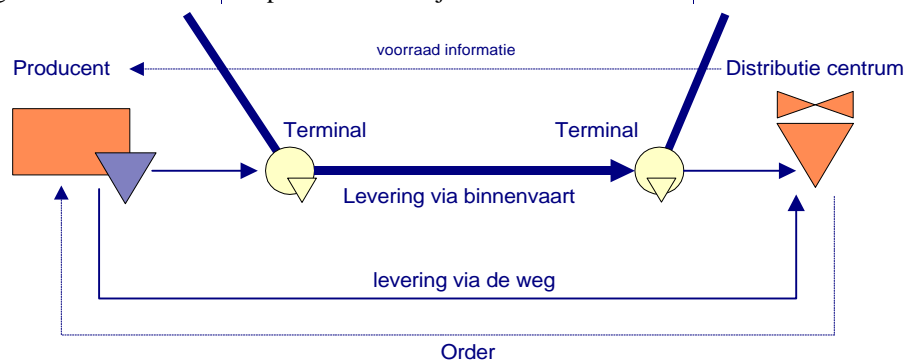 voorraad informatie
Producent
Distributie centrum
Terminal
Terminal
Levering via binnenvaart
levering via de weg
Order